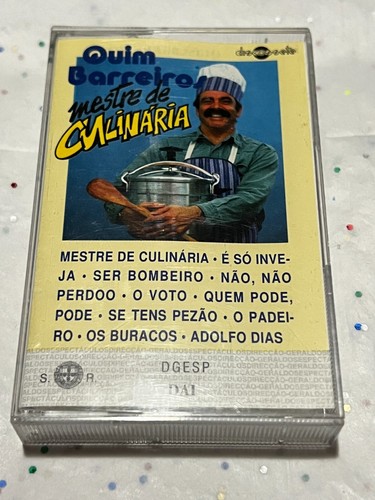 Quim
Barreiros
mestre de
CULINÁRIA
MESTRE DE CULINÁRIA · É SÓ INVE-
JA · SER BOMBEIRO · NÃO, NÃO
PERDOO · O VOTO · QUEM PODE,
PODE · SE TENS PEZÃO · O PADEI-
RO · OS BURACOS · ADOLFO DIAS
DGESP
S. R.
DAI